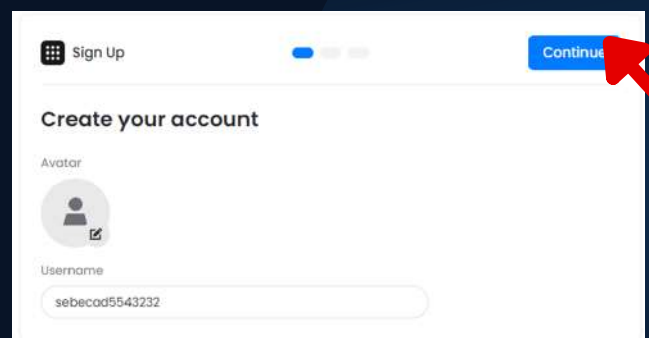 Sign Up
Continue
Create your account
Avatar
Username
sebecad5543232